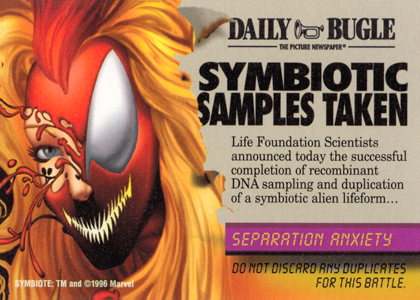 DAILY BUGLE
THE PICTURE NEWSPAPER®
SYMBIOTIC
SAMPLES TAKEN
Life Foundation Scientists
announced today the successful
completion of recombinant
DNA sampling and duplication
of a symbiotic alien lifeform...
SEPARATION ANXIETY
DO NOT DISCARD ANY DUPLICATES
FOR THIS BATTLE.
SYMBIOTE: TM and ©1996 Marvel